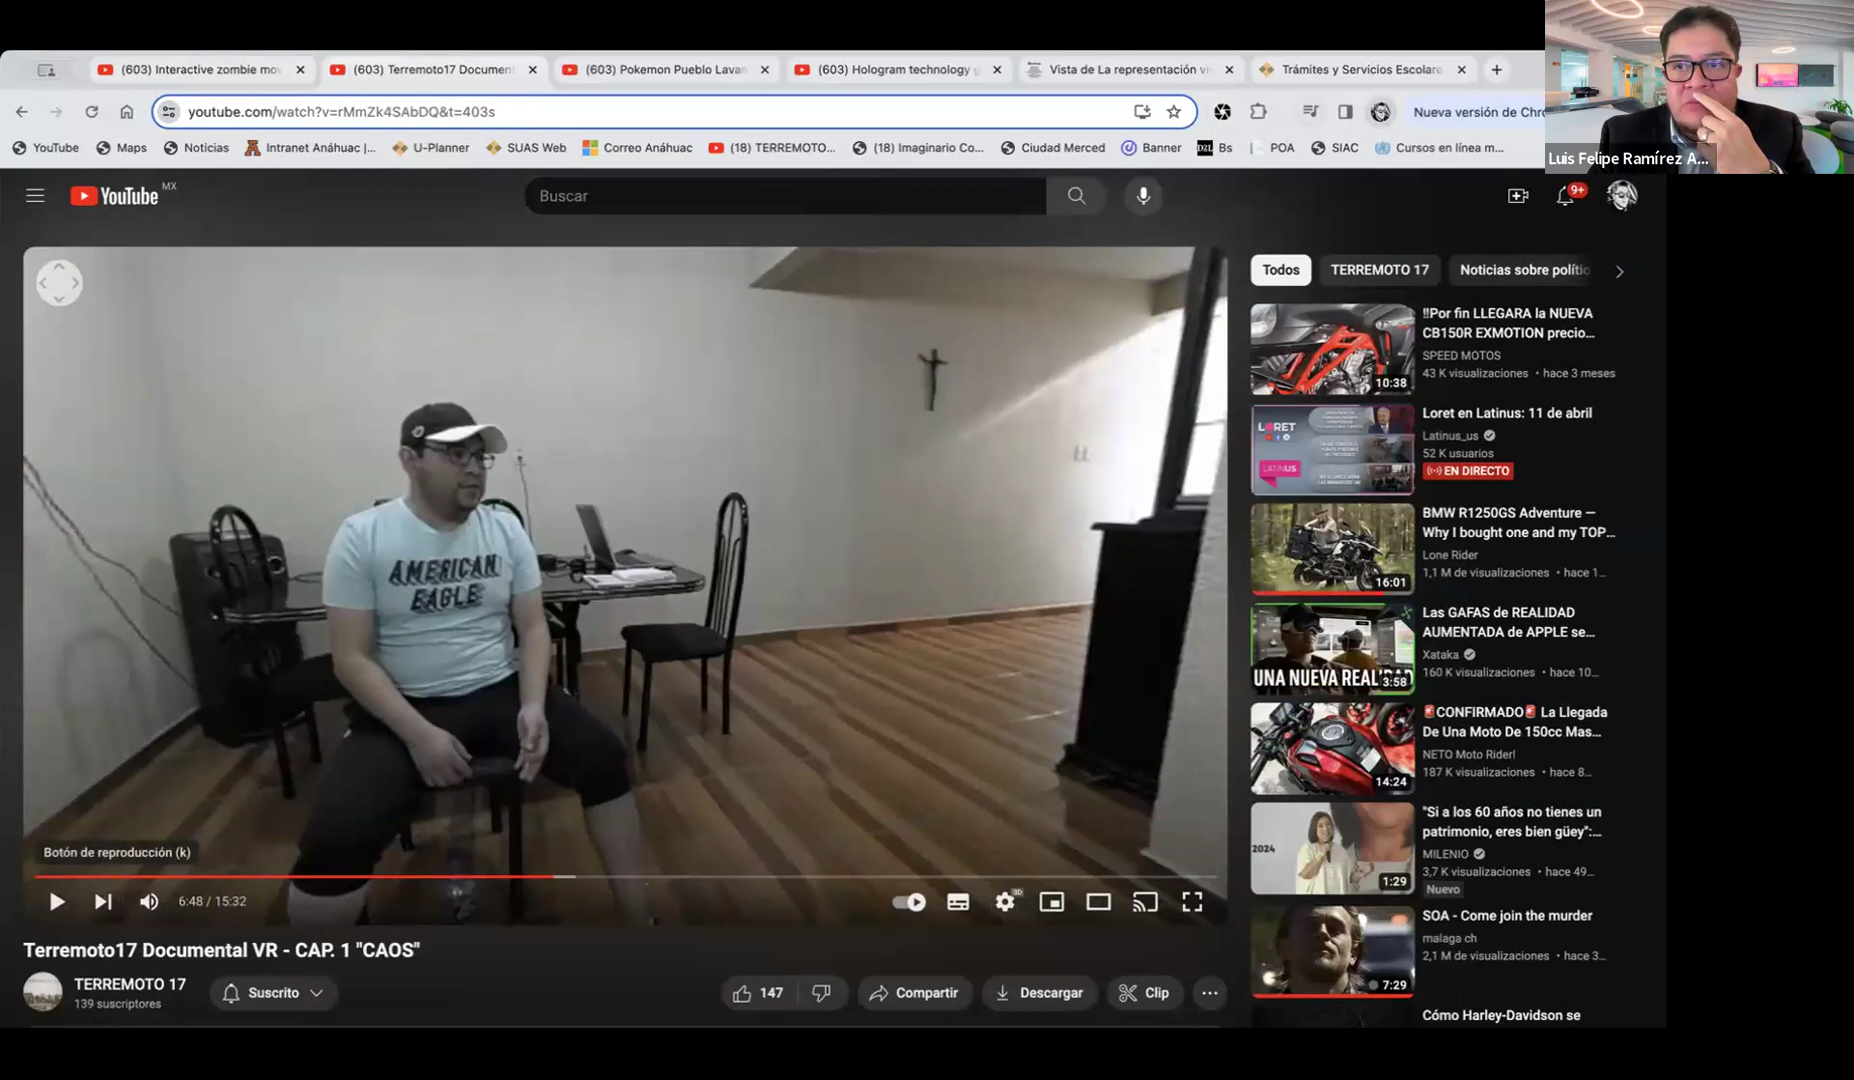 (603) Interactive zombie mov
(603) Terremoto17 Document
(603) Pokemon Pueblo Lavan
(603) Hologram technology g
Vista de La representación vi
Trámites y Servicios Escolare
youtube.com/watch?v=rMmZk4SAbDQ&t=403s
Nueva versión de Chro
YouTube
Maps
Noticias
Intranet Anáhuac |...
U-Planner
SUAS Web
Correo Anáhuac
(18) TERREMOTO...
(18) Imaginario Co...
Ciudad Merced
Banner
D2L
Bs
POA
SIAC
Cursos en línea m...
Luis Felipe Ramírez A...
YouTube MX
Buscar
9+
AMERICAN
EAGLE
Botón de reproducción (k)
6:48 / 15:32
Terremoto17 Documental VR - CAP. 1 "CAOS"
TERREMOTO 17
139 suscriptores
Suscrito
147
Compartir
Descargar
Clip
Todos
TERREMOTO 17
Noticias sobre polític
10:38
‼Por fin LLEGARA la NUEVA
CB150R EXMOTION precio...
SPEED MOTOS
43 K visualizaciones • hace 3 meses
LORET
LATINUS
Loret en Latinus: 11 de abril
Latinus_us
52 K usuarios
EN DIRECTO
16:01
BMW R1250GS Adventure —
Why I bought one and my TOP...
Lone Rider
1,1 M de visualizaciones • hace 1...
UNA NUEVA REALIDAD
3:58
Las GAFAS de REALIDAD
AUMENTADA de APPLE se...
Xataka
160 K visualizaciones • hace 10...
14:24
🚨CONFIRMADO🚨 La Llegada
De Una Moto De 150cc Mas...
NETO Moto Rider!
187 K visualizaciones • hace 8...
2024
1:29
"Si a los 60 años no tienes un
patrimonio, eres bien güey":...
MILENIO
3,7 K visualizaciones • hace 49...
Nuevo
7:29
SOA - Come join the murder
malaga ch
2,1 M de visualizaciones • hace 3...
Cómo Harley-Davidson se